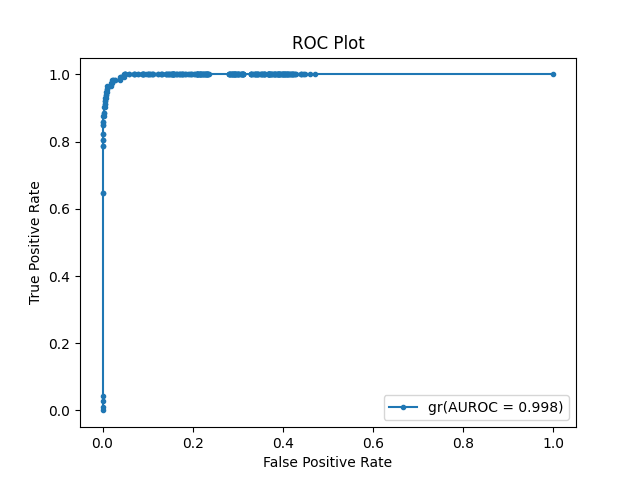 ROC Plot
True Positive Rate
1.0
0.8
0.6
0.4
0.2
0.0
gr(AUROC = 0.998)
0.0 0.2 0.4 0.6 0.8 1.0
False Positive Rate